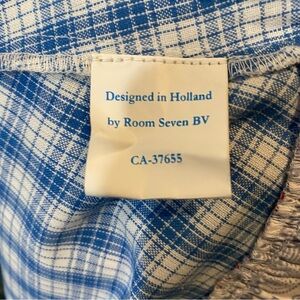 Designed in Holland
by Room Seven BV
CA-37655